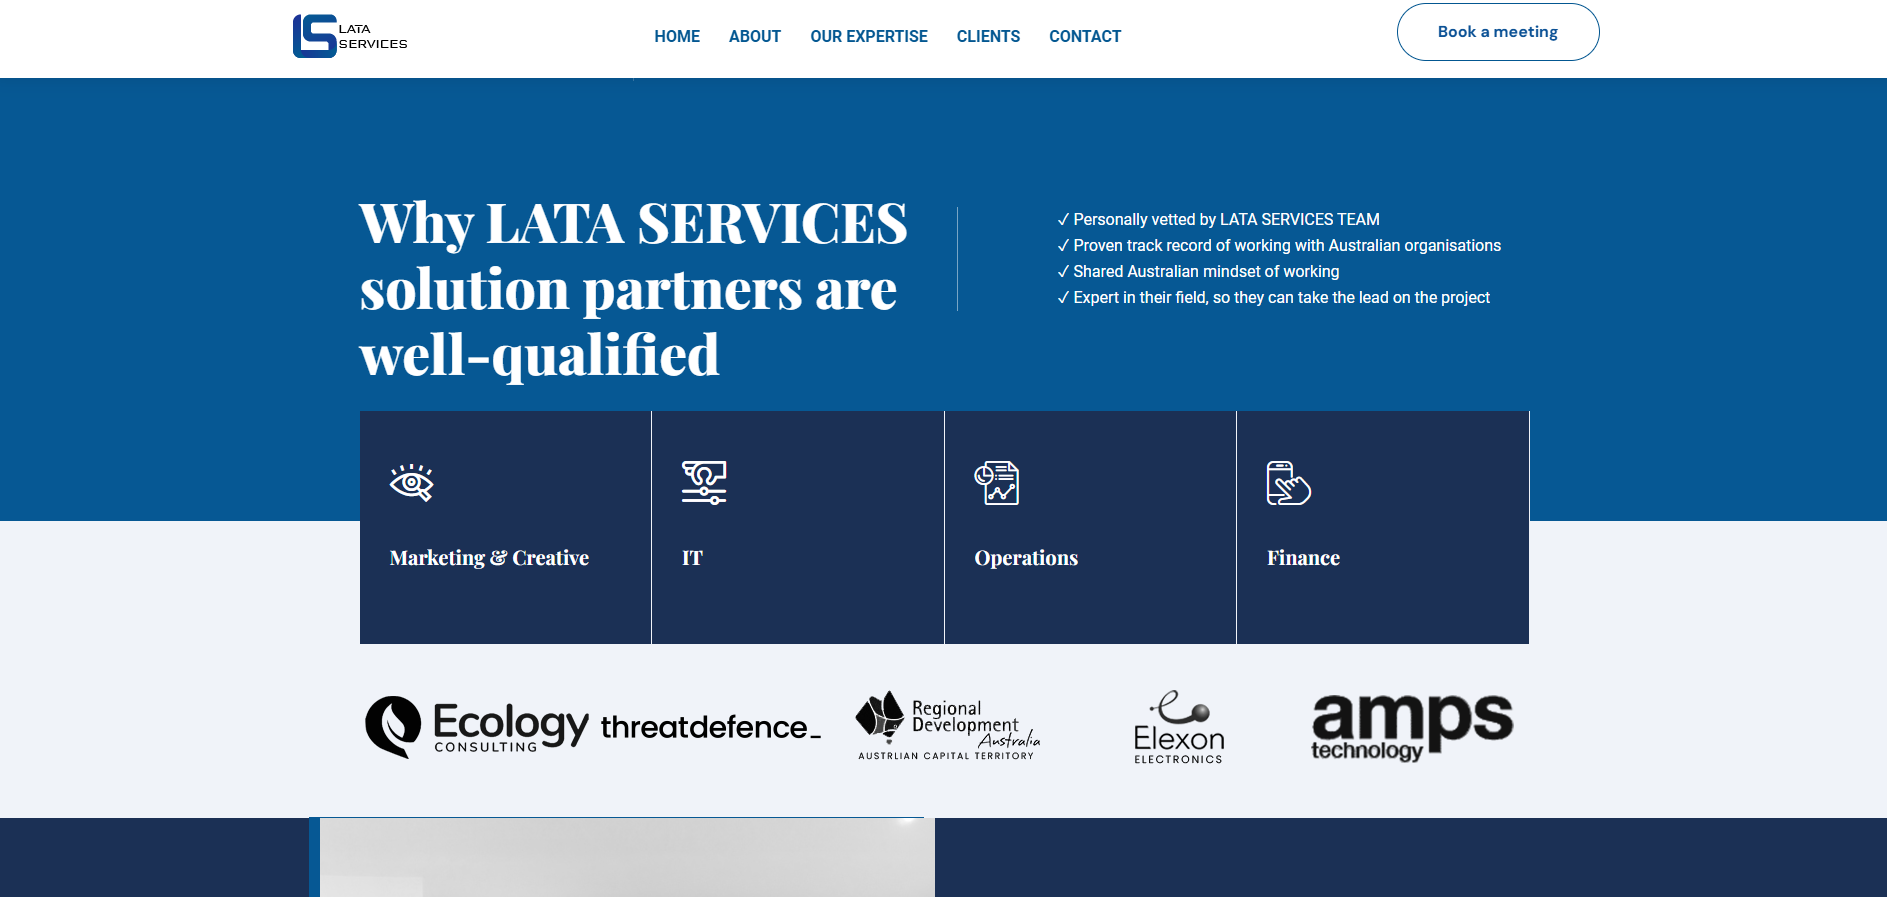 LATA
SERVICES
HOME
ABOUT
OUR EXPERTISE
CLIENTS
CONTACT
Book a meeting
Why LATA SERVICES
solution partners are
well-qualified
✓ Personally vetted by LATA SERVICES TEAM
✓ Proven track record of working with Australian organisations
✓ Shared Australian mindset of working
✓ Expert in their field, so they can take the lead on the project
Marketing & Creative
IT
Operations
Finance
Ecology
CONSULTING
threatdefence_
Regional
Development
Australia
AUSTRLIAN CAPITAL TERRITORY
Elexon
ELECTRONICS
amps
technology